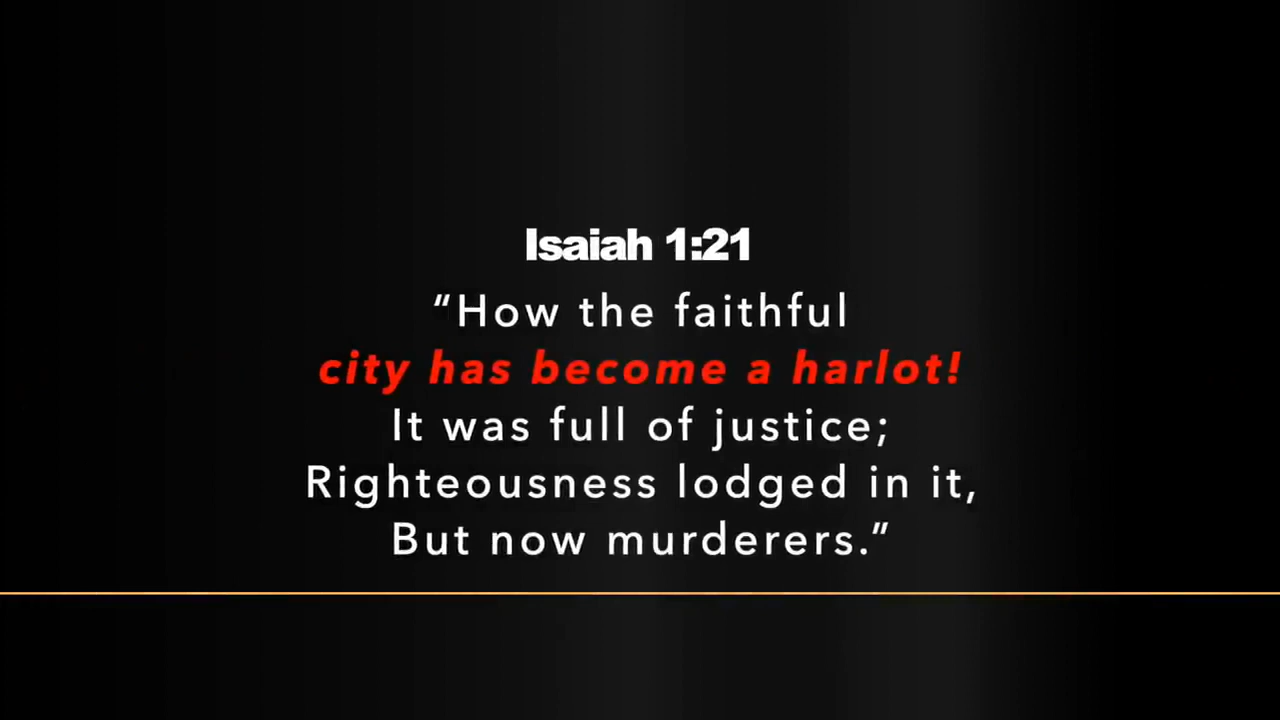 Isaiah 1:21
“How the faithful
city has become a harlot!
It was full of justice;
Righteousness lodged in it,
But now murderers.”